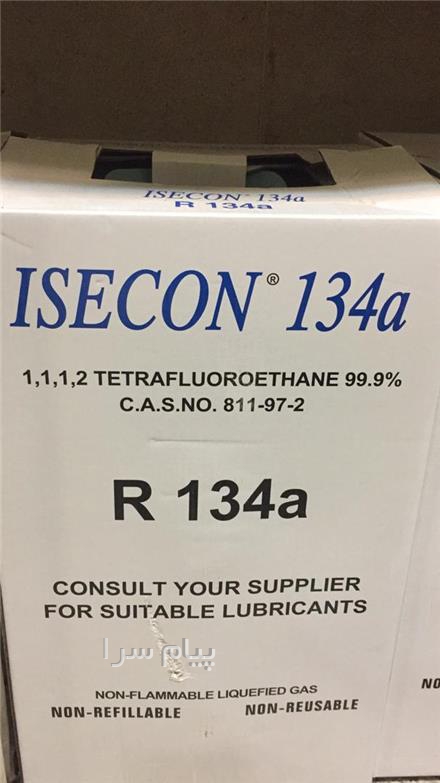 ISECON 134a
R 134a
ISECON® 134a
1,1,1,2 TETRAFLUOROETHANE 99.9%
C.A.S.NO. 811-97-2
R 134a
CONSULT YOUR SUPPLIER
FOR SUITABLE LUBRICANTS
پیام سرا
NON-FLAMMABLE LIQUEFIED GAS
NON-REFILLABLE NON-REUSABLE
NO